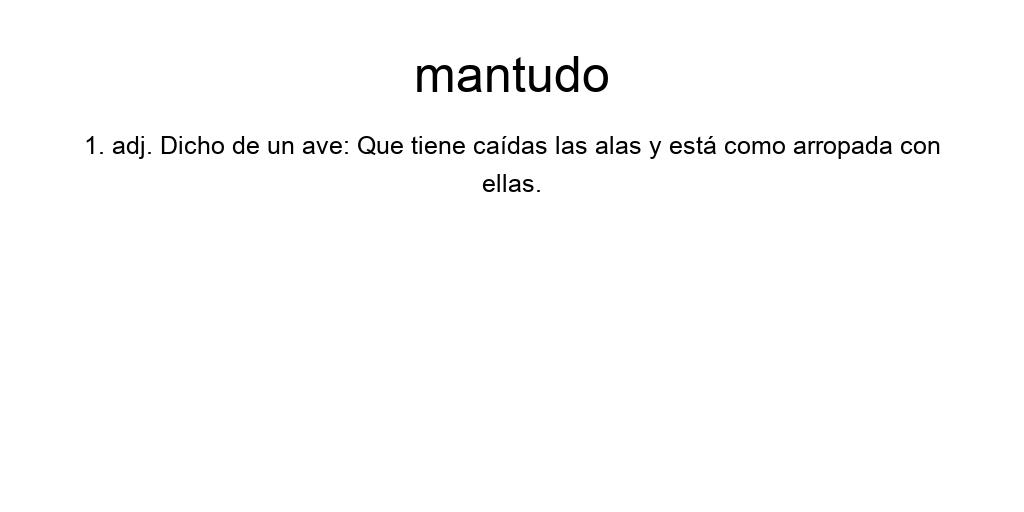 mantudo
1. adj. Dicho de un ave: Que tiene caídas las alas y está como arropada con
ellas.